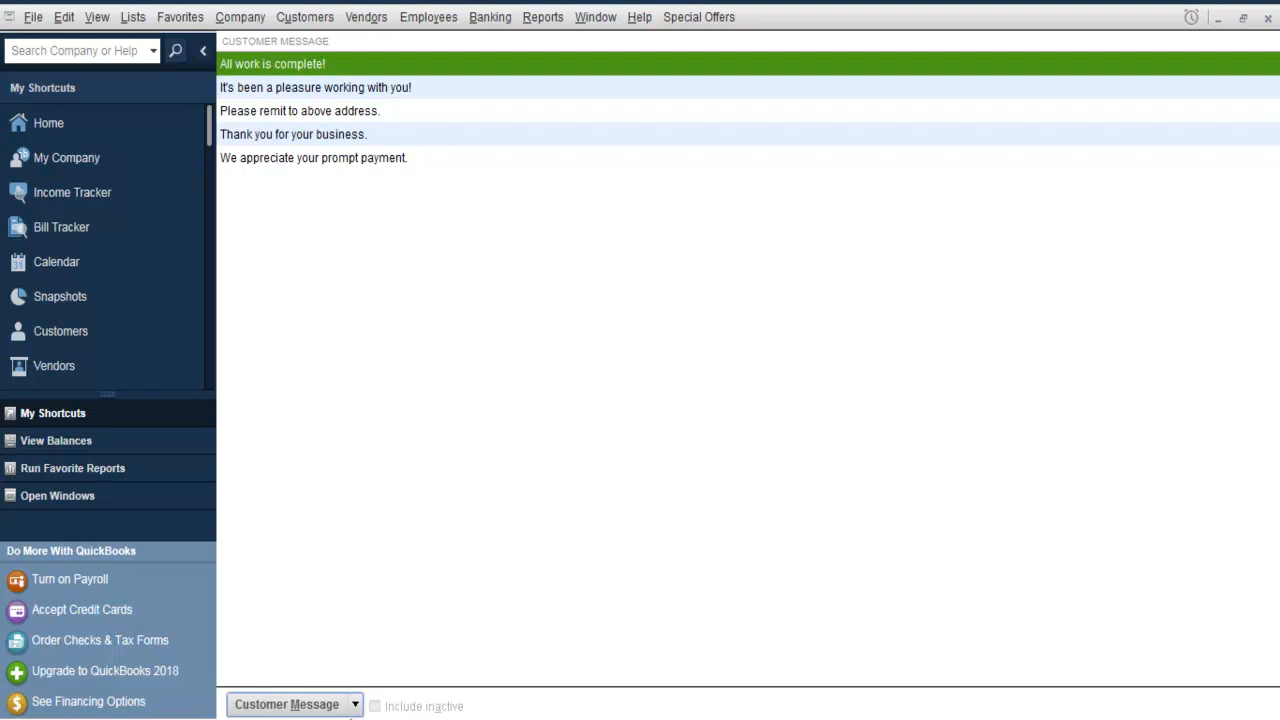 File Edit View Lists Favorites Company Customers Vendors Employees Banking Reports Window Help Special Offers
Search Company or Help
My Shortcuts
Home
My Company
Income Tracker
Bill Tracker
Calendar
Snapshots
Customers
Vendors
My Shortcuts
View Balances
Run Favorite Reports
Open Windows
Do More With QuickBooks
Turn on Payroll
Accept Credit Cards
Order Checks & Tax Forms
Upgrade to QuickBooks 2018
See Financing Options
CUSTOMER MESSAGE
All work is complete!
It's been a pleasure working with you!
Please remit to above address.
Thank you for your business.
We appreciate your prompt payment.
Customer Message
Include inactive